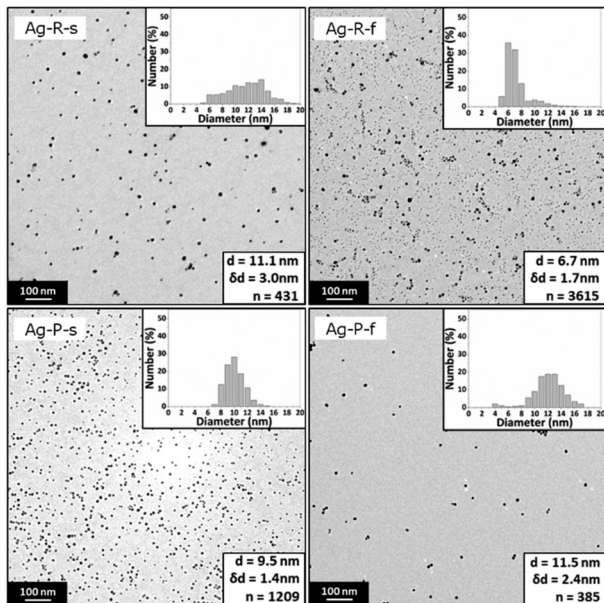 Ag-R-s
Number (%)
50
40
30
20
10
0
0 2 4 6 8 10 12 14 16 18 20
Diameter (nm)
d = 11.1 nm
δd = 3.0nm
n = 431
100 nm
Ag-R-f
Number (%)
50
40
30
20
10
0
0 2 4 6 8 10 12 14 16 18 20
Diameter (nm)
d = 6.7 nm
δd = 1.7nm
n = 3615
100 nm
Ag-P-s
Number (%)
50
40
30
20
10
0
0 2 4 6 8 10 12 14 16 18 20
Diameter (nm)
d = 9.5 nm
δd = 1.4nm
n = 1209
100 nm
Ag-P-f
Number (%)
50
40
30
20
10
0
0 2 4 6 8 10 12 14 16 18 20
Diameter (nm)
d = 11.5 nm
δd = 2.4nm
n = 385
100 nm